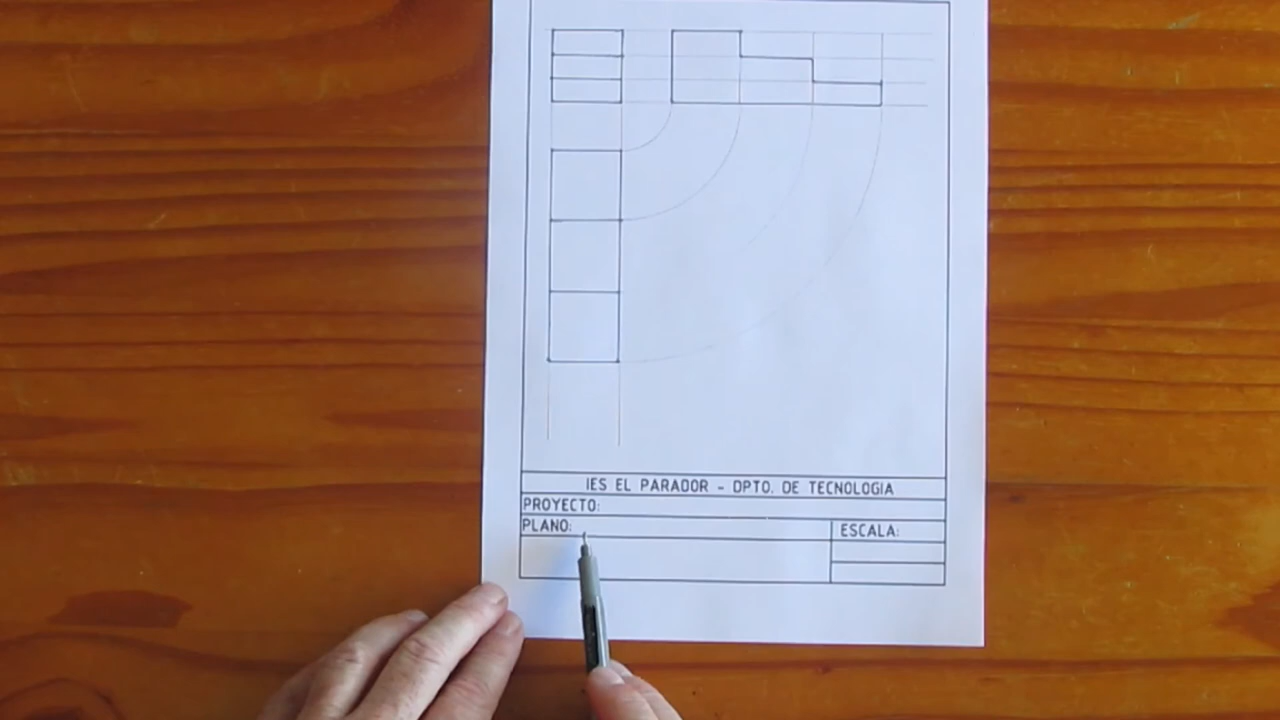 IES EL PARADOR - DPTO. DE TECNOLOGIA
PROYECTO:
PLANO:
ESCALA: